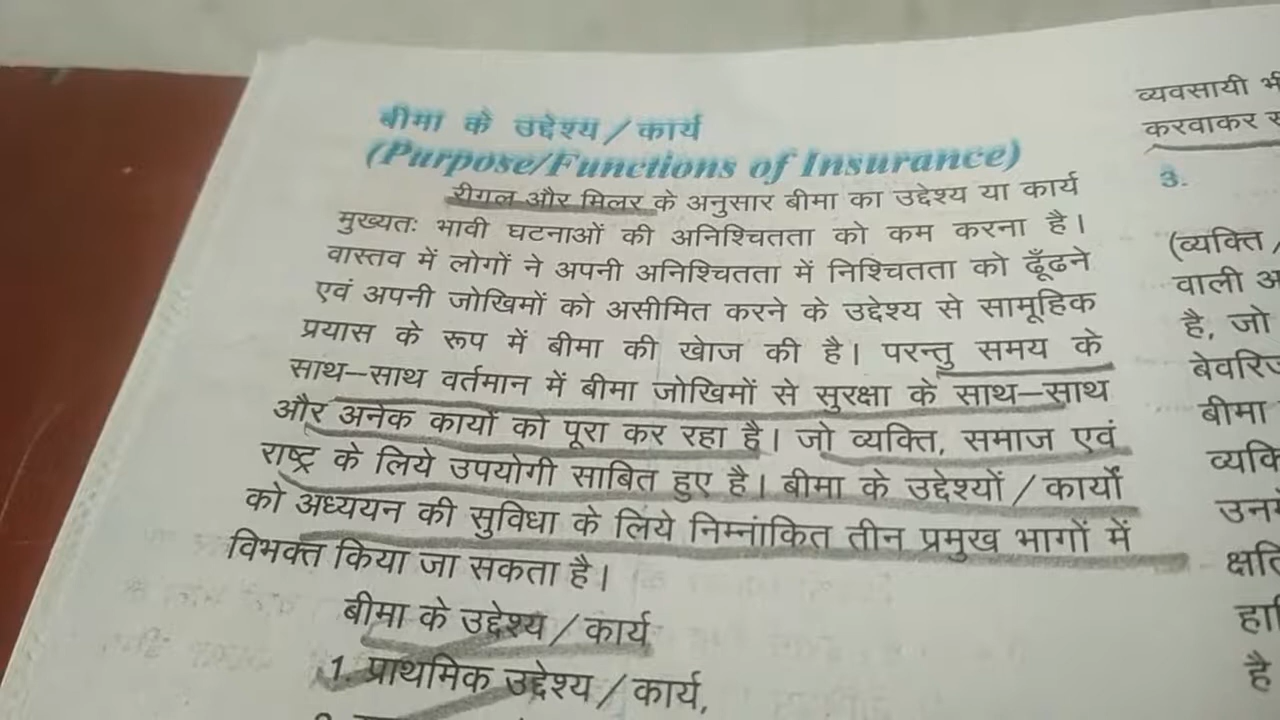 बीमा के उद्देश्य / कार्य
(Purpose/Functions of Insurance)
रीगल और मिलर के अनुसार बीमा का उद्देश्य या कार्य
मुख्यतः भावी घटनाओं की अनिश्चितता को कम करना है।
वास्तव में लोगों ने अपनी अनिश्चितता में निश्चितता को ढूँढने
एवं अपनी जोखिमों को असीमित करने के उद्देश्य से सामूहिक
प्रयास के रूप में बीमा की खेाज की है। परन्तु समय के
साथ–साथ वर्तमान में बीमा जोखिमों से सुरक्षा के साथ–साथ
और अनेक कायों को पूरा कर रहा है। जो व्यक्ति, समाज एवं
राष्ट्र के लिये उपयोगी साबित हुए है। बीमा के उद्देश्यों / कार्यों
को अध्ययन की सुविधा के लिये निम्नांकित तीन प्रमुख भागों में
विभक्त किया जा सकता है।
बीमा के उद्देश्य / कार्य
1. प्राथमिक उद्देश्य / कार्य,
व्यवसायी
करवाकर
3.
(व्यक्ति /
वाली
है, जो
बीमा